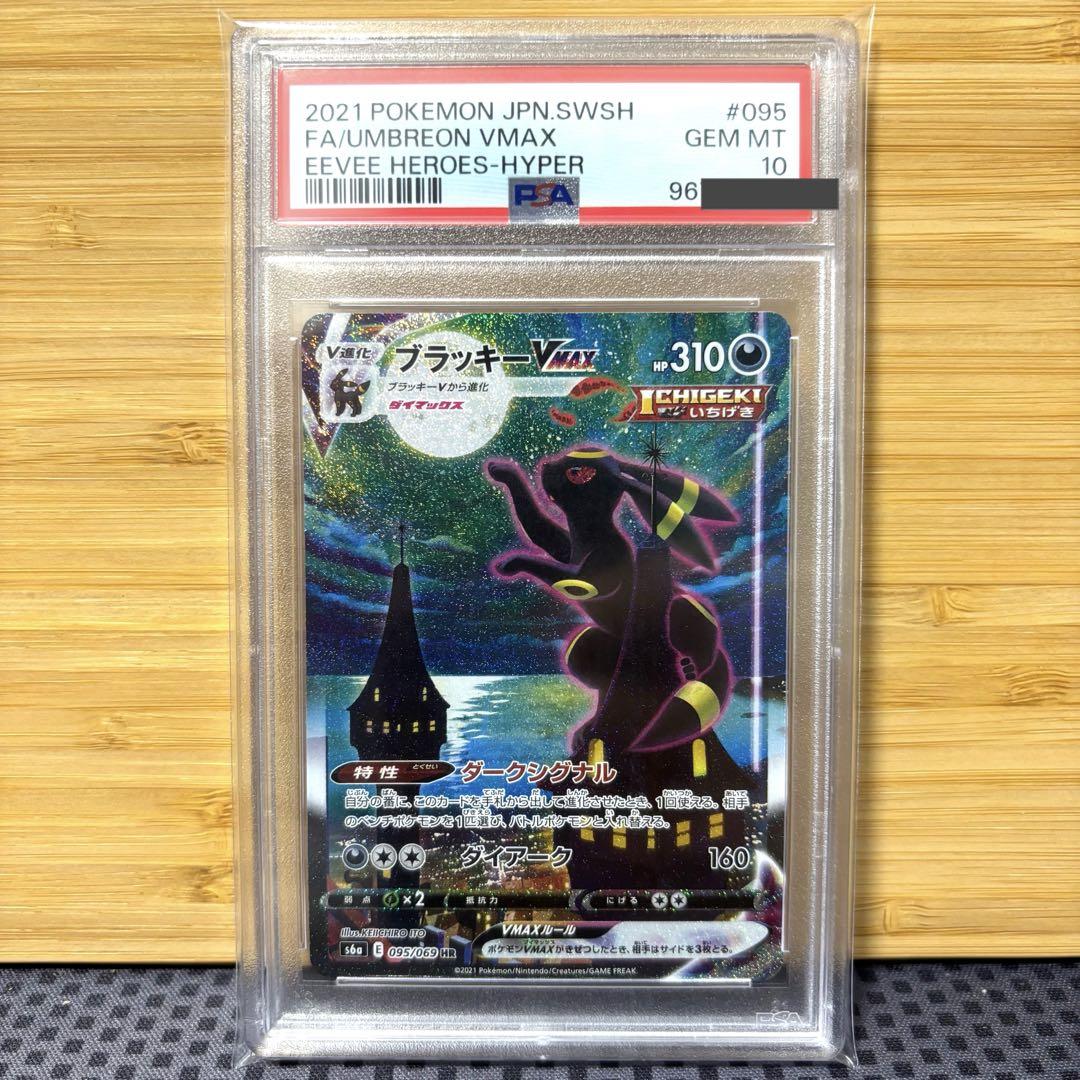 2021 POKEMON JPN.SWSH #095
FA/UMBREON VMAX GEM MT
EEVEE HEROES-HYPER 10
PSA 96
V進化 ブラッキーVMAX HP310
ブラッキーVから進化
ダイマックス
ICHIGEKI
いちげき
特性 とくせい ダークシグナル
自分の番に、このカードを手札から出して進化させたとき、1回使える。相手
のベンチポケモンを1匹選び、バトルポケモンと入れ替える。
ダイアーク 160
弱点 ×2 抵抗力 にげる
Illus. KEIICHIRO ITO
VMAXルール
ポケモンVMAXがきぜつしたとき、相手はサイドを3枚とる。
s6a E 095/069 HR
©2021 Pokémon/Nintendo/Creatures/GAME FREAK
PSA